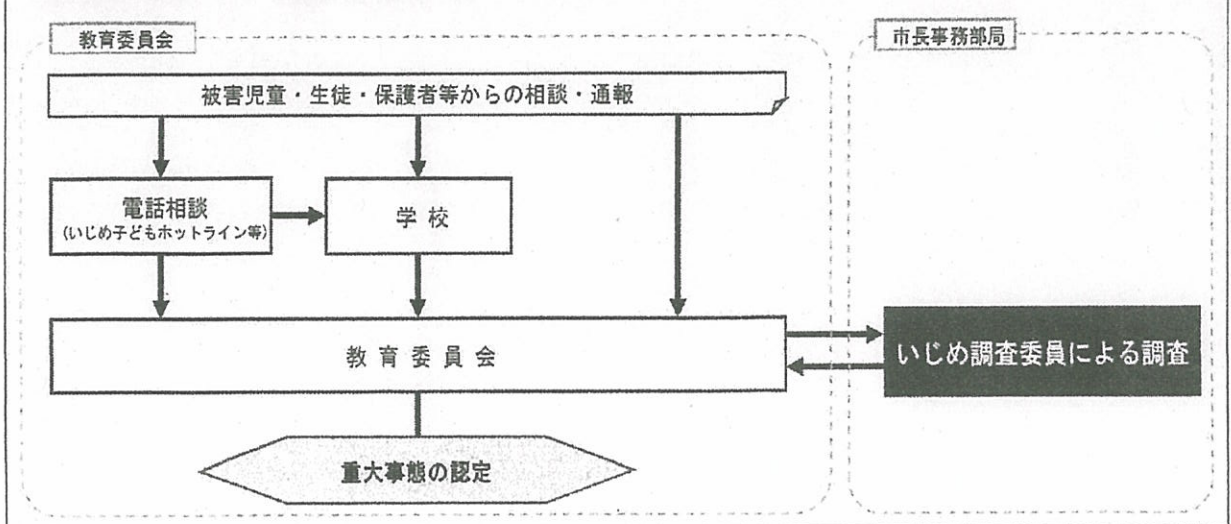 教育委員会
市長事務部局
被害児童・生徒・保護者等からの相談・通報
電話相談
(いじめ子どもホットライン等)
学校
教育委員会
いじめ調査委員による調査
重大事態の認定